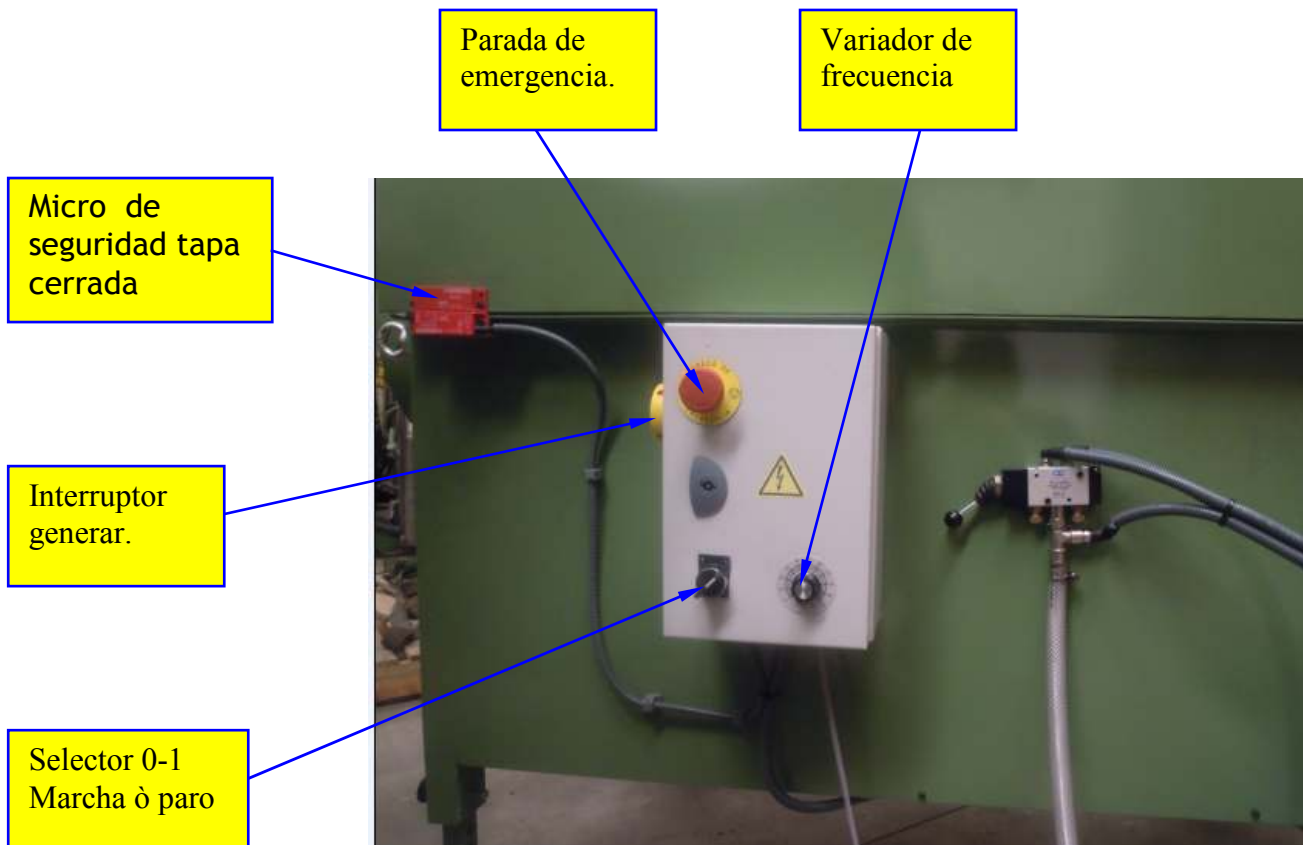 Parada de
emergencia.
Variador de
frecuencia
Micro de
seguridad tapa
cerrada
Interruptor
generar.
Selector 0-1
Marcha ò paro